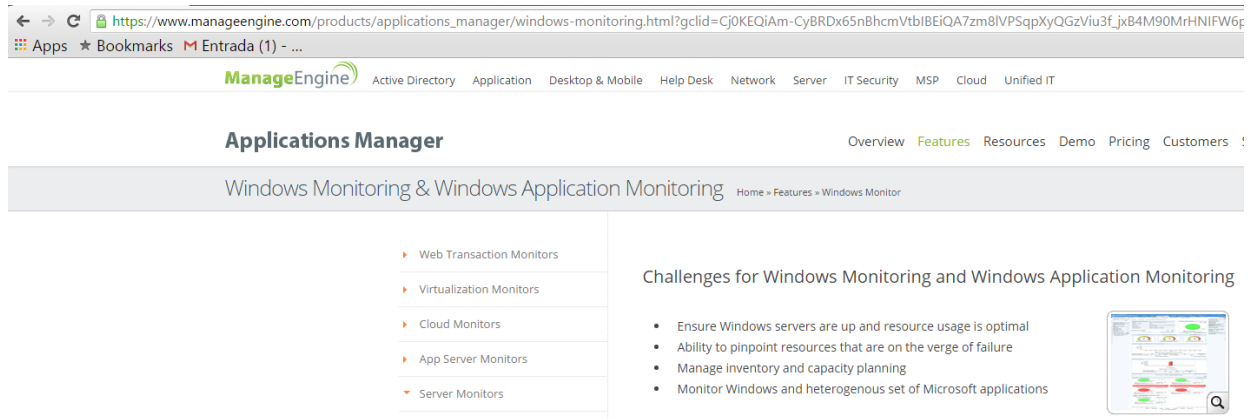 https://www.manageengine.com/products/applications_manager/windows-monitoring.html?gclid=Cj0KEQiAm-CyBRDx65nBhcmVtbIBEiQA7zm8lVPSqpXyQGzViu3f_jxB4M90MrHNIFW6p
Apps Bookmarks Entrada (1) - ...
ManageEngine Active Directory Application Desktop & Mobile Help Desk Network Server IT Security MSP Cloud Unified IT
Applications Manager Overview Features Resources Demo Pricing Customers
Windows Monitoring & Windows Application Monitoring Home » Features » Windows Monitor
Web Transaction Monitors
Virtualization Monitors
Cloud Monitors
App Server Monitors
Server Monitors
Challenges for Windows Monitoring and Windows Application Monitoring
Ensure Windows servers are up and resource usage is optimal
Ability to pinpoint resources that are on the verge of failure
Manage inventory and capacity planning
Monitor Windows and heterogenous set of Microsoft applications